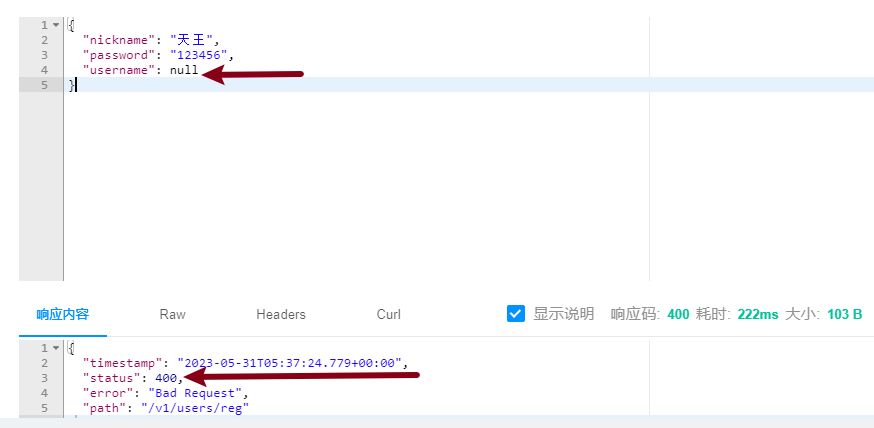 1 {
2 "nickname": "天王",
3 "password": "123456",
4 "username": null
5 }
响应内容 Raw Headers Curl 显示说明 响应码: 400 耗时: 222ms 大小: 103 B
1 {
2 "timestamp": "2023-05-31T05:37:24.779+00:00",
3 "status": 400,
4 "error": "Bad Request",
5 "path": "/v1/users/reg"